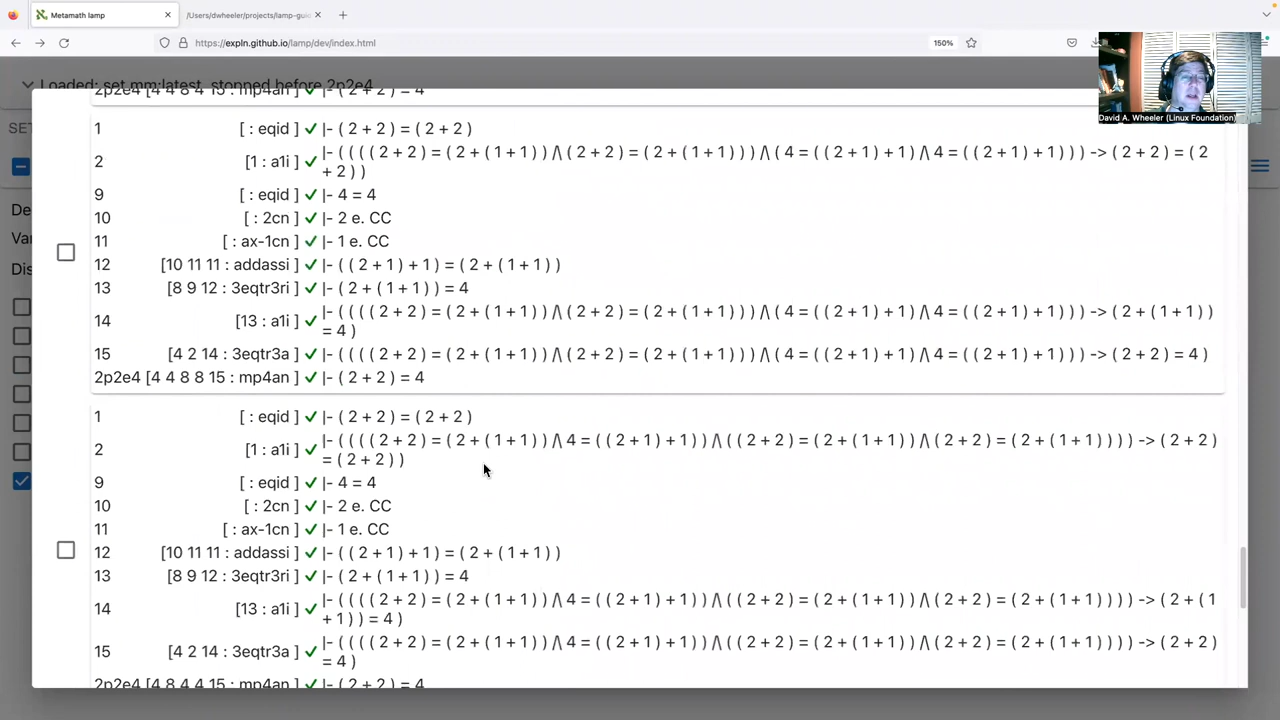 Metamath lamp
/Users/dwheeler/projects/lamp-gui
https://expln.github.io/lamp/dev/index.html
150%
David A. Wheeler (Linux Foundation)
Loaded: set.mm:latest, stopped before 2p2e4
SET
De
Var
Dis
2p2e4 [4 4 8 4 15 : mp4an ] ✓ |- ( 2 + 2 ) = 4
1 [ : eqid ] ✓ |- ( 2 + 2 ) = ( 2 + 2 )
2 [1 : a1i ] ✓ |- ( ( ( ( 2 + 2 ) = ( 2 + ( 1 + 1 ) ) /\ ( 2 + 2 ) = ( 2 + ( 1 + 1 ) ) ) /\ ( 4 = ( ( 2 + 1 ) + 1 ) /\ 4 = ( ( 2 + 1 ) + 1 ) ) ) -> ( 2 + 2 ) = ( 2
+ 2 ) )
9 [ : eqid ] ✓ |- 4 = 4
10 [ : 2cn ] ✓ |- 2 e. CC
11 [ : ax-1cn ] ✓ |- 1 e. CC
12 [10 11 11 : addassi ] ✓ |- ( ( 2 + 1 ) + 1 ) = ( 2 + ( 1 + 1 ) )
13 [8 9 12 : 3eqtr3ri ] ✓ |- ( 2 + ( 1 + 1 ) ) = 4
14 [13 : a1i ] ✓ |- ( ( ( ( 2 + 2 ) = ( 2 + ( 1 + 1 ) ) /\ ( 2 + 2 ) = ( 2 + ( 1 + 1 ) ) ) /\ ( 4 = ( ( 2 + 1 ) + 1 ) /\ 4 = ( ( 2 + 1 ) + 1 ) ) ) -> ( 2 + ( 1 + 1 ) )
= 4 )
15 [4 2 14 : 3eqtr3a ] ✓ |- ( ( ( ( 2 + 2 ) = ( 2 + ( 1 + 1 ) ) /\ ( 2 + 2 ) = ( 2 + ( 1 + 1 ) ) ) /\ ( 4 = ( ( 2 + 1 ) + 1 ) /\ 4 = ( ( 2 + 1 ) + 1 ) ) ) -> ( 2 + 2 ) = 4 )
2p2e4 [4 4 8 8 15 : mp4an ] ✓ |- ( 2 + 2 ) = 4
1 [ : eqid ] ✓ |- ( 2 + 2 ) = ( 2 + 2 )
2 [1 : a1i ] ✓ |- ( ( ( ( 2 + 2 ) = ( 2 + ( 1 + 1 ) ) /\ 4 = ( ( 2 + 1 ) + 1 ) ) /\ ( ( 2 + 2 ) = ( 2 + ( 1 + 1 ) ) /\ ( 2 + 2 ) = ( 2 + ( 1 + 1 ) ) ) ) -> ( 2 + 2 )
= ( 2 + 2 ) )
9 [ : eqid ] ✓ |- 4 = 4
10 [ : 2cn ] ✓ |- 2 e. CC
11 [ : ax-1cn ] ✓ |- 1 e. CC
12 [10 11 11 : addassi ] ✓ |- ( ( 2 + 1 ) + 1 ) = ( 2 + ( 1 + 1 ) )
13 [8 9 12 : 3eqtr3ri ] ✓ |- ( 2 + ( 1 + 1 ) ) = 4
14 [13 : a1i ] ✓ |- ( ( ( ( 2 + 2 ) = ( 2 + ( 1 + 1 ) ) /\ 4 = ( ( 2 + 1 ) + 1 ) ) /\ ( ( 2 + 2 ) = ( 2 + ( 1 + 1 ) ) /\ ( 2 + 2 ) = ( 2 + ( 1 + 1 ) ) ) ) -> ( 2 + ( 1
+ 1 ) ) = 4 )
15 [4 2 14 : 3eqtr3a ] ✓ |- ( ( ( ( 2 + 2 ) = ( 2 + ( 1 + 1 ) ) /\ 4 = ( ( 2 + 1 ) + 1 ) ) /\ ( ( 2 + 2 ) = ( 2 + ( 1 + 1 ) ) /\ ( 2 + 2 ) = ( 2 + ( 1 + 1 ) ) ) ) -> ( 2 + 2 )
= 4 )
2p2e4 [4 8 4 4 15 : mp4an ] ✓ |- ( 2 + 2 ) = 4